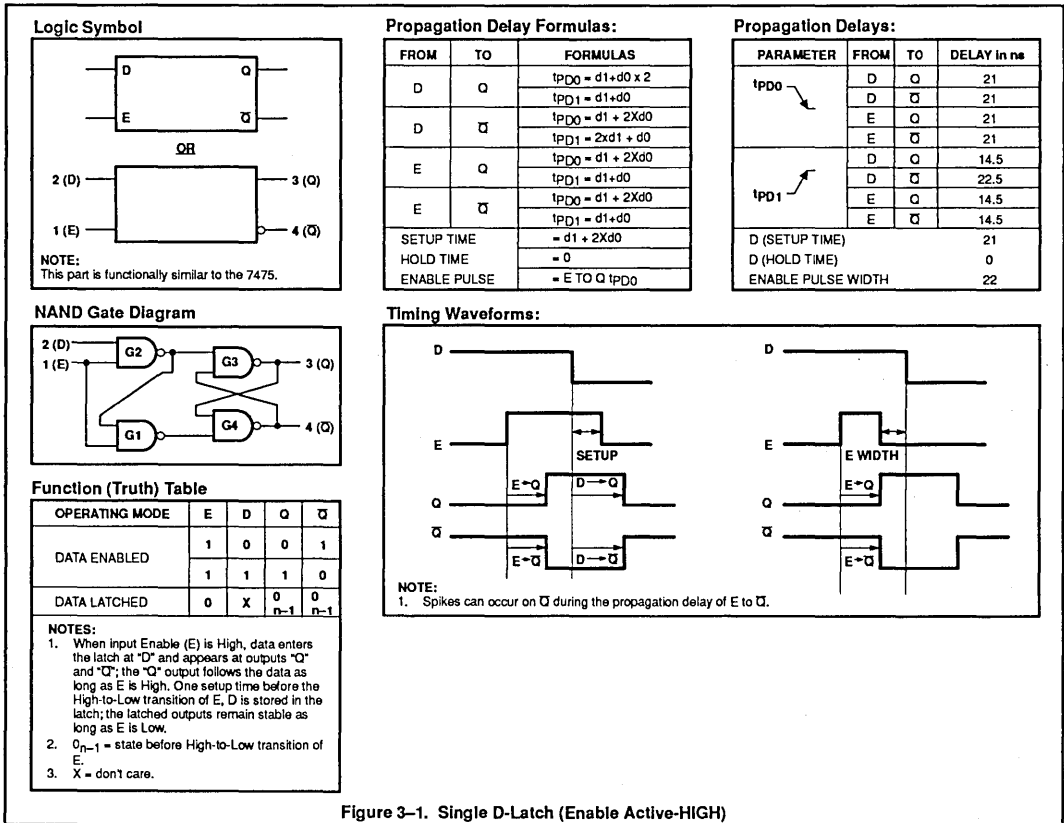 Logic Symbol
D
Q
E
Q̅
OR
2 (D)
3 (Q)
1 (E)
4 (Q̅)
NOTE:
This part is functionally similar to the 7475.
NAND Gate Diagram
2 (D)
1 (E)
G2
G3
3 (Q)
G1
G4
4 (Q̅)
Function (Truth) Table
OPERATING MODE E D Q Q̅
DATA ENABLED 1 0 0 1
1 1 1 0
DATA LATCHED 0 X 0 n–1 0 n–1
NOTES:
1. When input Enable (E) is High, data enters
the latch at "D" and appears at outputs "Q"
and "Q̅"; the "Q" output follows the data as
long as E is High. One setup time before the
High-to-Low transition of E, D is stored in the
latch; the latched outputs remain stable as
long as E is Low.
2. 0n–1 = state before High-to-Low transition of
E.
3. X = don't care.
Propagation Delay Formulas:
FROM TO FORMULAS
D Q tPD0 = d1+d0 x 2
tPD1 = d1+d0
D Q̅ tPD0 = d1 + 2Xd0
tPD1 = 2xd1 + d0
E Q tPD0 = d1 + 2Xd0
tPD1 = d1+d0
E Q̅ tPD0 = d1 + 2Xd0
tPD1 = d1+d0
SETUP TIME = d1 + 2Xd0
HOLD TIME = 0
ENABLE PULSE = E TO Q tPD0
Propagation Delays:
PARAMETER FROM TO DELAY in ns
tPD0 D Q 21
D Q̅ 21
E Q 21
E Q̅ 21
tPD1 D Q 14.5
D Q̅ 22.5
E Q 14.5
E Q̅ 14.5
D (SETUP TIME) 21
D (HOLD TIME) 0
ENABLE PULSE WIDTH 22
Timing Waveforms:
D
E
SETUP
E→Q
D→Q
Q
Q̅
E→Q̅
D→Q̅
D
E
E WIDTH
E→Q
Q
Q̅
E→Q̅
NOTE:
1. Spikes can occur on Q̅ during the propagation delay of E to Q̅.
Figure 3–1. Single D-Latch (Enable Active-HIGH)